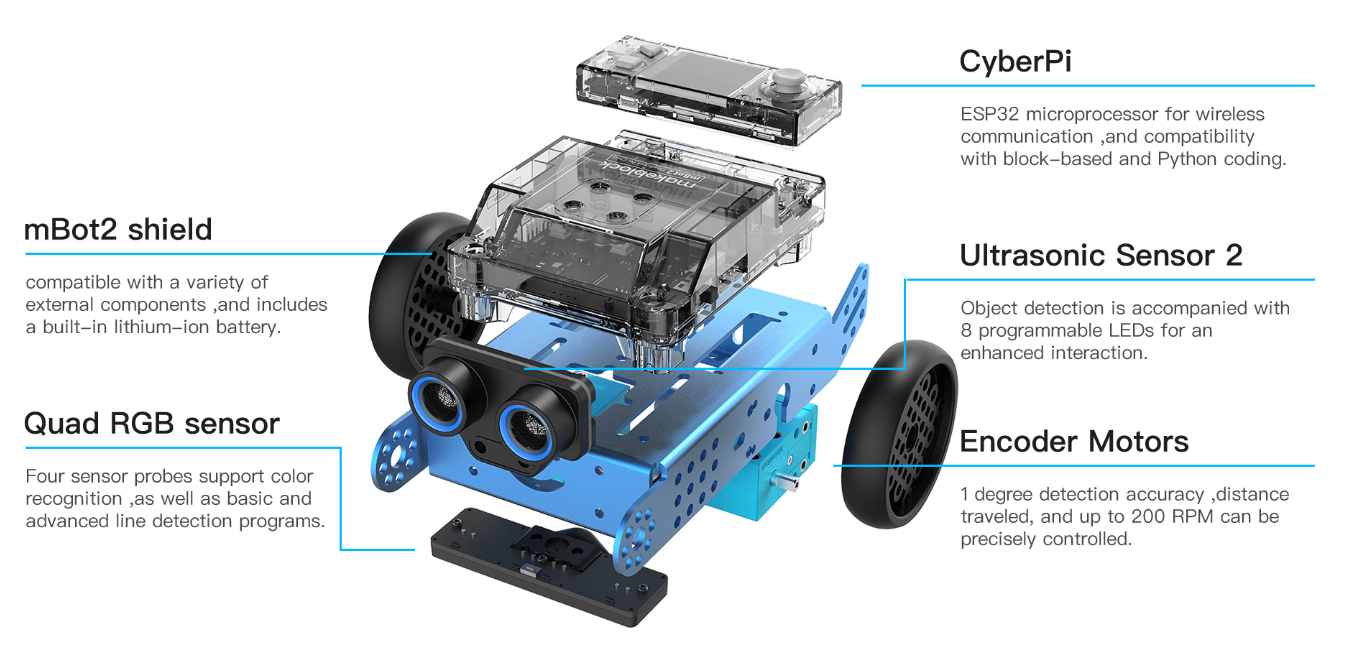 CyberPi
ESP32 microprocessor for wireless
communication ,and compatibility
with block-based and Python coding.
makeblock
mBot2 shield
compatible with a variety of
external components ,and includes
a built-in lithium-ion battery.
Ultrasonic Sensor 2
Object detection is accompanied with
8 programmable LEDs for an
enhanced interaction.
Quad RGB sensor
Four sensor probes support color
recognition ,as well as basic and
advanced line detection programs.
Encoder Motors
1 degree detection accuracy ,distance
traveled, and up to 200 RPM can be
precisely controlled.